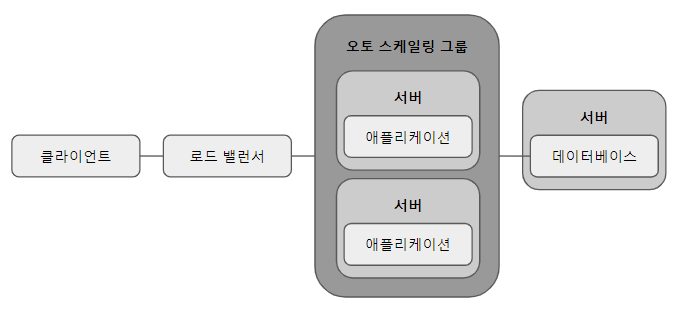 클라이언트
로드 밸런서
오토 스케일링 그룹
서버
애플리케이션
서버
애플리케이션
서버
데이터베이스